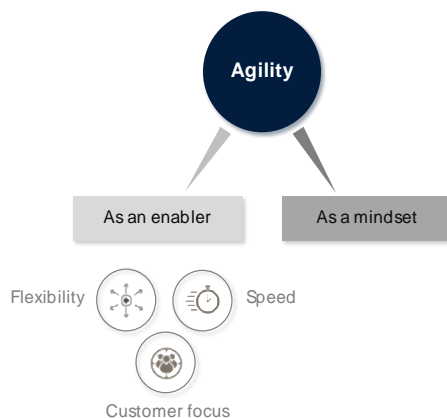 Agility
As an enabler
As a mindset
Flexibility
Speed
Customer focus